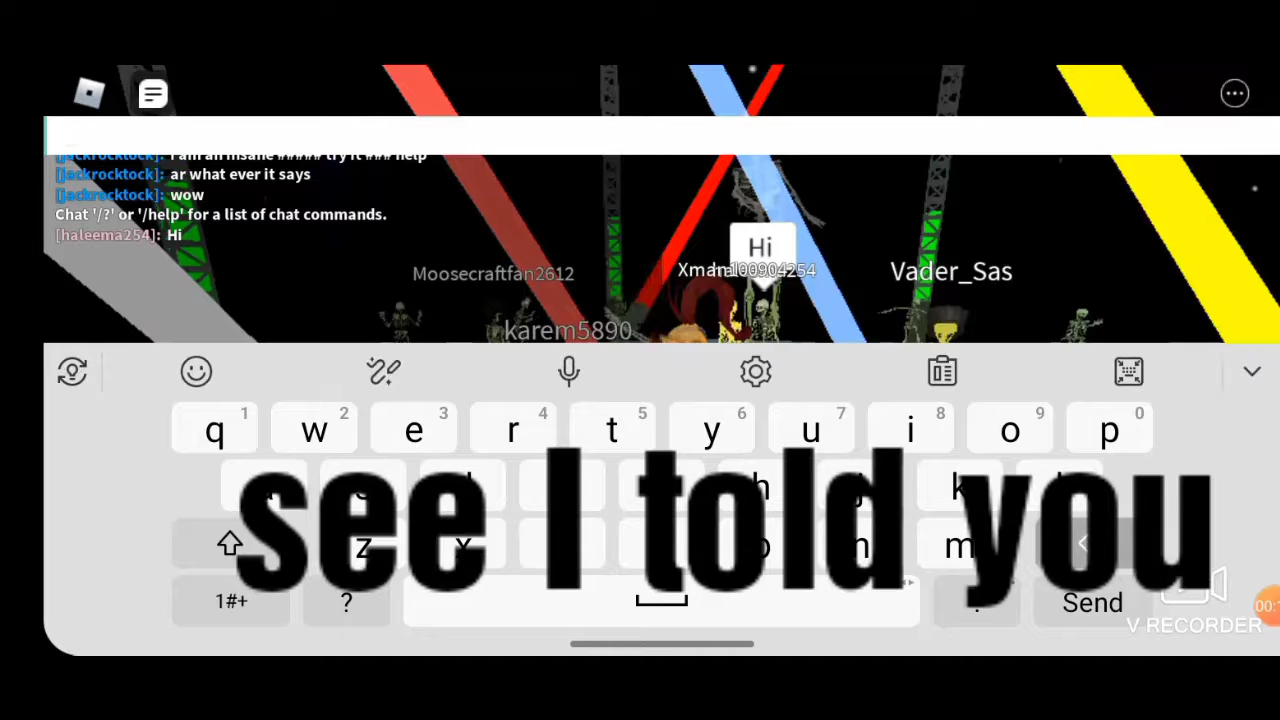 [jackrocktock]: I am an insane ##### try it ### help
[jackrocktock]: ar what ever it says
[jackrocktock]: wow
Chat '/?' or '/help' for a list of chat commands.
[haleema254]: Hi
Hi
Moosecraftfan2612
Vader_Sas
karem5890
q 1 w 2 e 3 r 4 t 5 y 6 u 7 i 8 o 9 p 0
h k
z x m
see I told you
1#+ ? . Send
V RECORDER